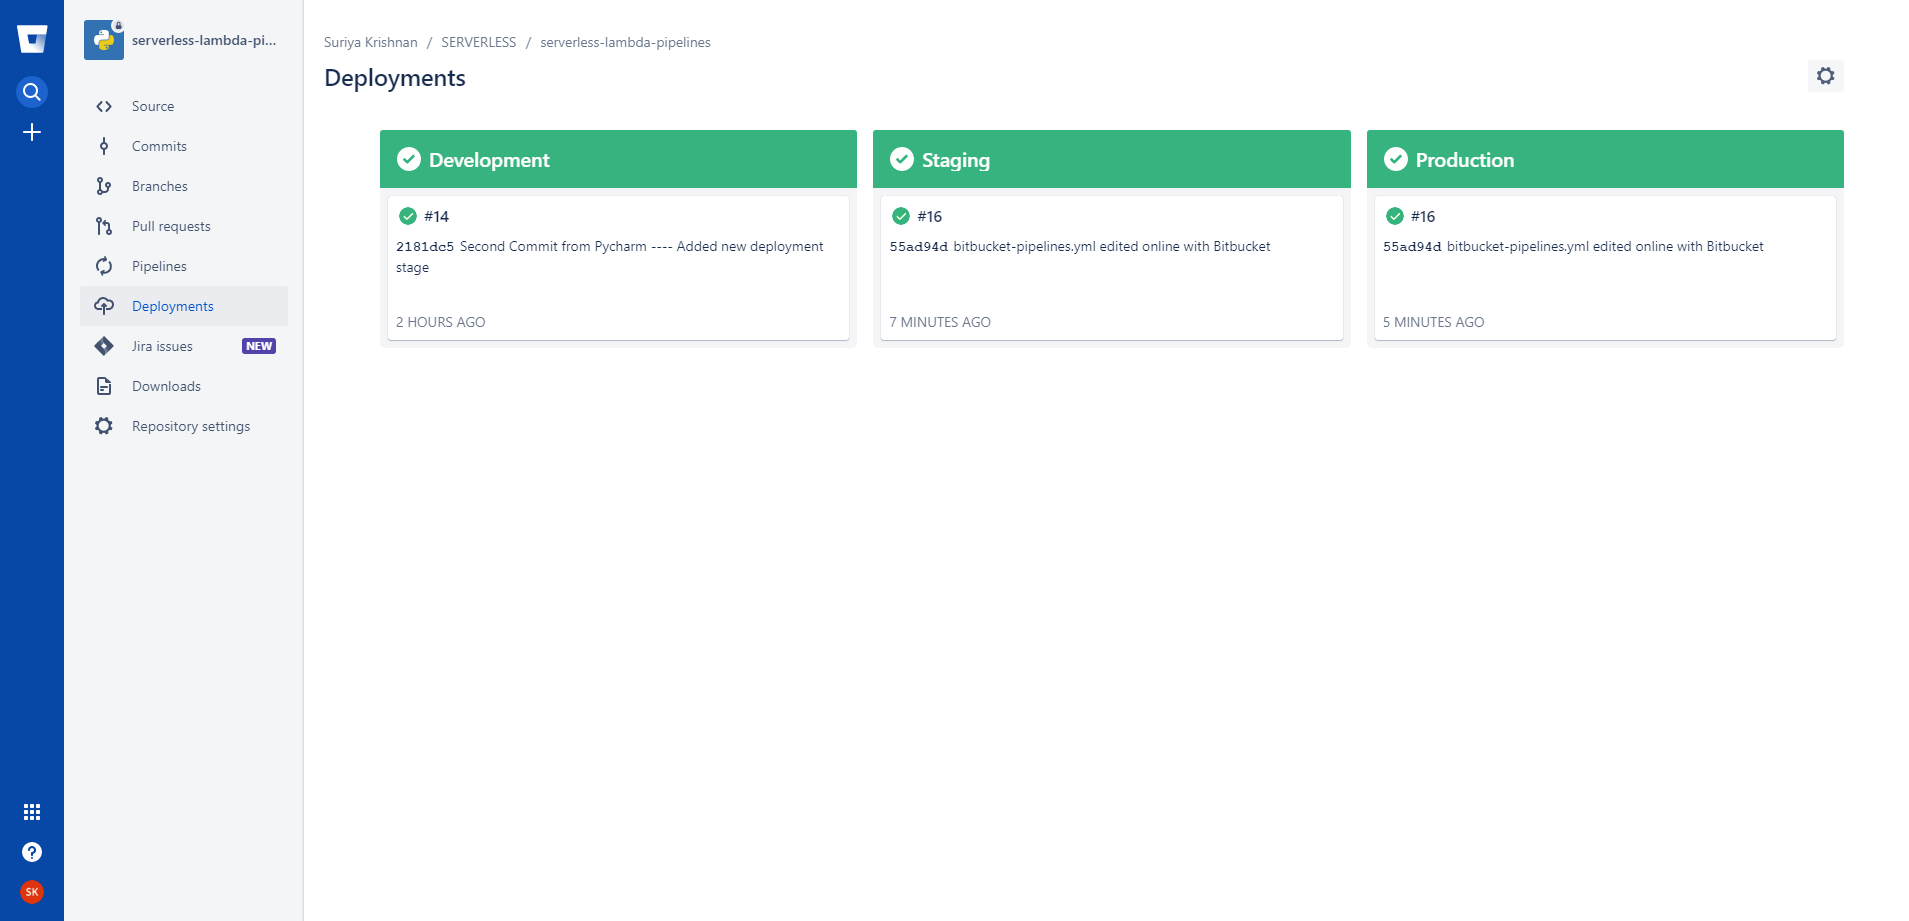 serverless-lambda-pi...
Source
Commits
Branches
Pull requests
Pipelines
Deployments
Jira issues NEW
Downloads
Repository settings
SK
Suriya Krishnan / SERVERLESS / serverless-lambda-pipelines
Deployments
Development
#14
2181dc5 Second Commit from Pycharm ---- Added new deployment
stage
2 HOURS AGO
Staging
#16
55ad94d bitbucket-pipelines.yml edited online with Bitbucket
7 MINUTES AGO
Production
#16
55ad94d bitbucket-pipelines.yml edited online with Bitbucket
5 MINUTES AGO